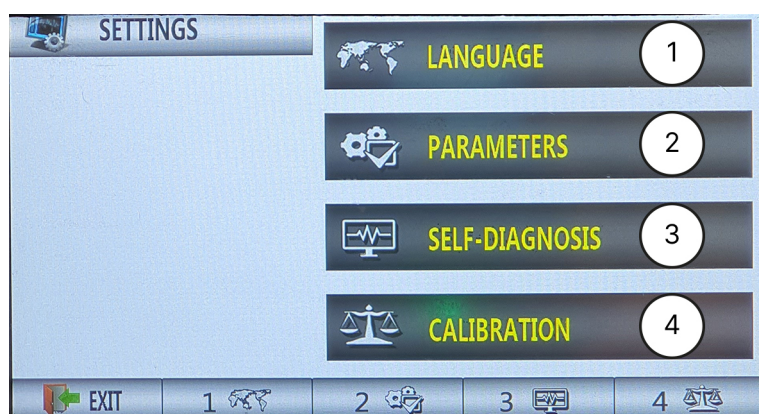 SETTINGS
LANGUAGE 1
PARAMETERS 2
SELF-DIAGNOSIS 3
CALIBRATION 4
EXIT 1 2 3 4